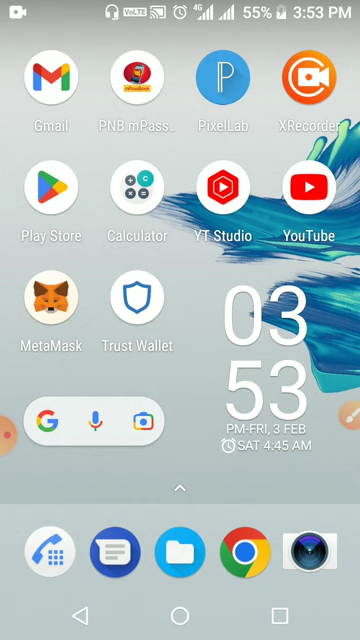 VoLTE 4G 55% 3:53 PM
Gmail PNB mPass.. PixelLab XRecorder
Play Store Calculator YT Studio YouTube
MetaMask Trust Wallet
03
53
PM-FRI, 3 FEB
SAT 4:45 AM